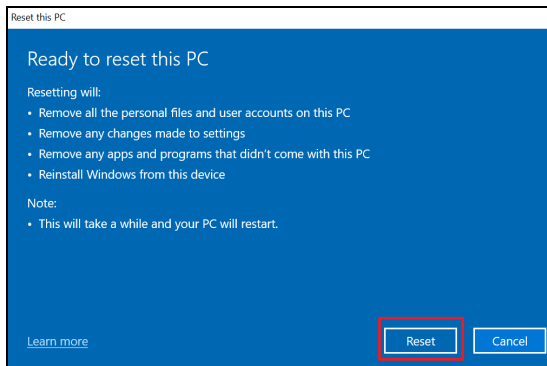 Reset this PC
Ready to reset this PC
Resetting will:
• Remove all the personal files and user accounts on this PC
• Remove any changes made to settings
• Remove any apps and programs that didn't come with this PC
• Reinstall Windows from this device
Note:
• This will take a while and your PC will restart.
Learn more
Reset
Cancel